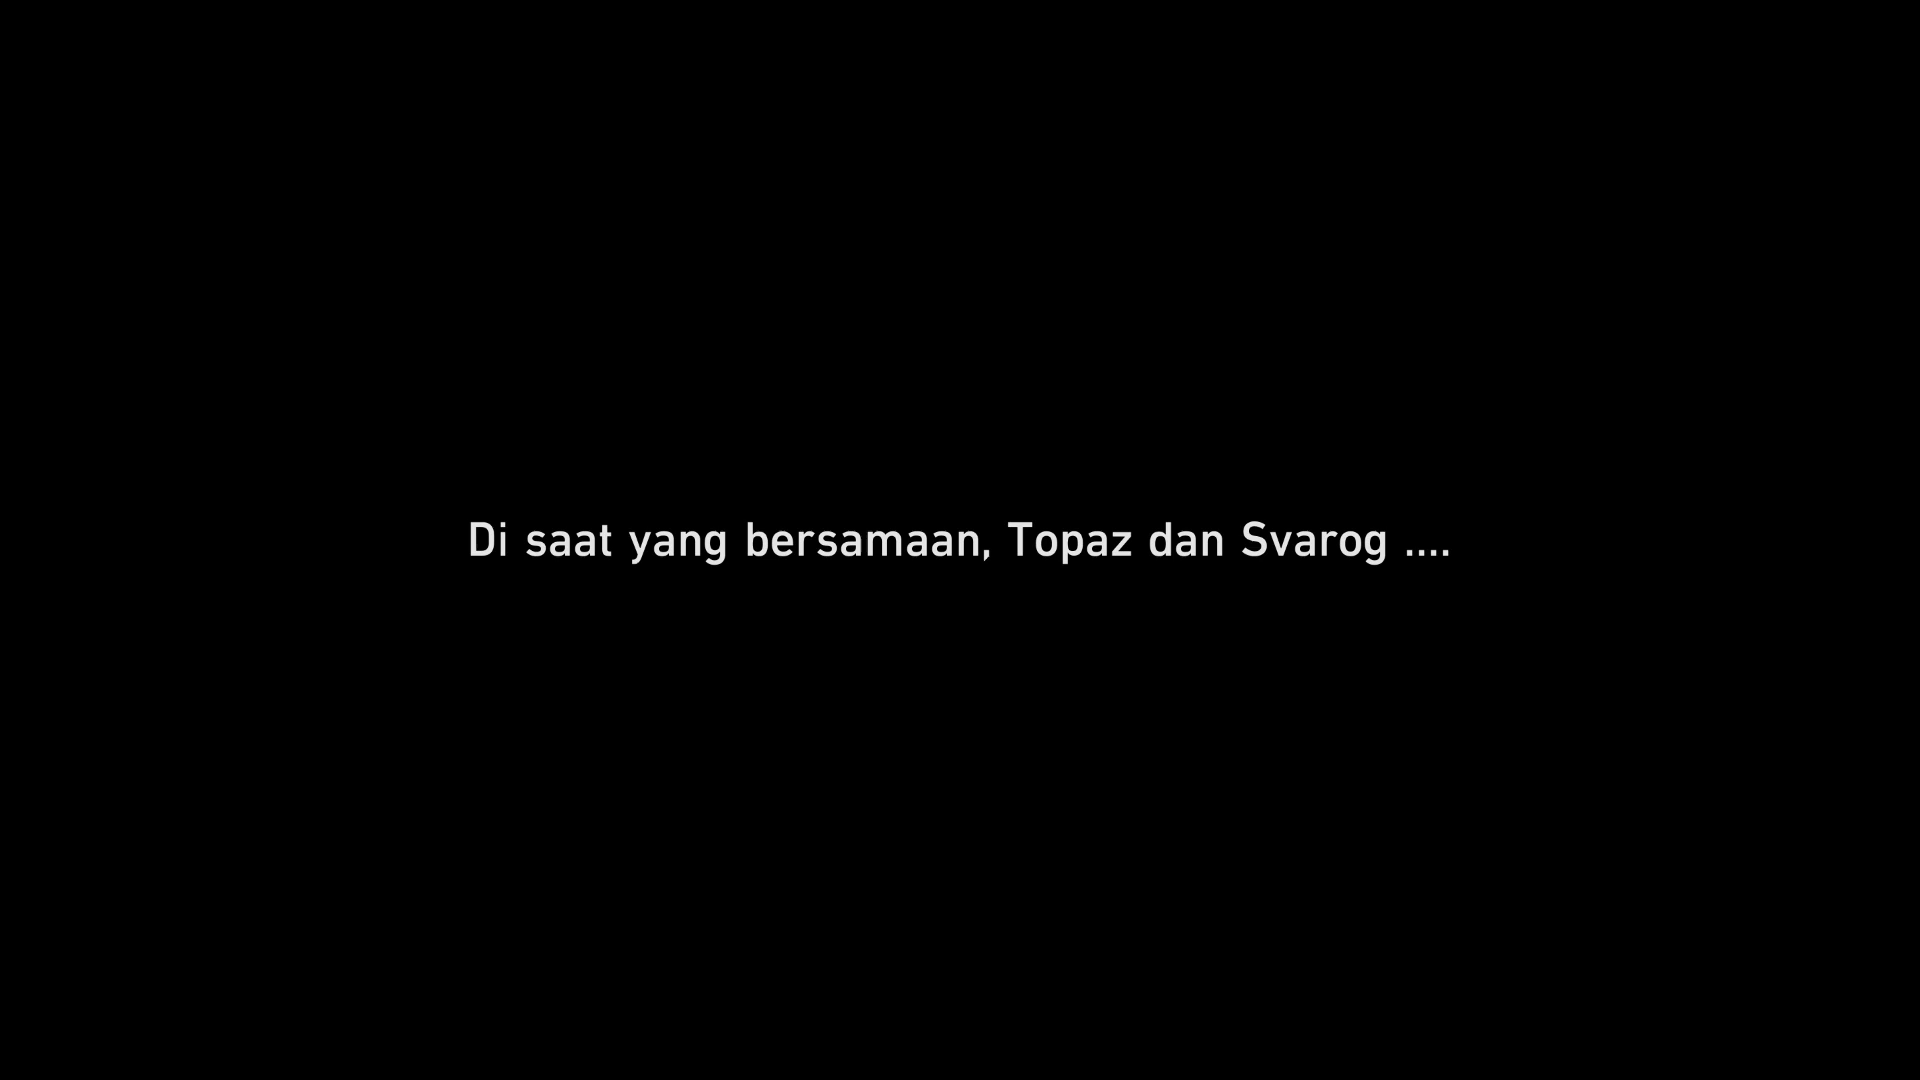 Di saat yang bersamaan, Topaz dan Svarog ....